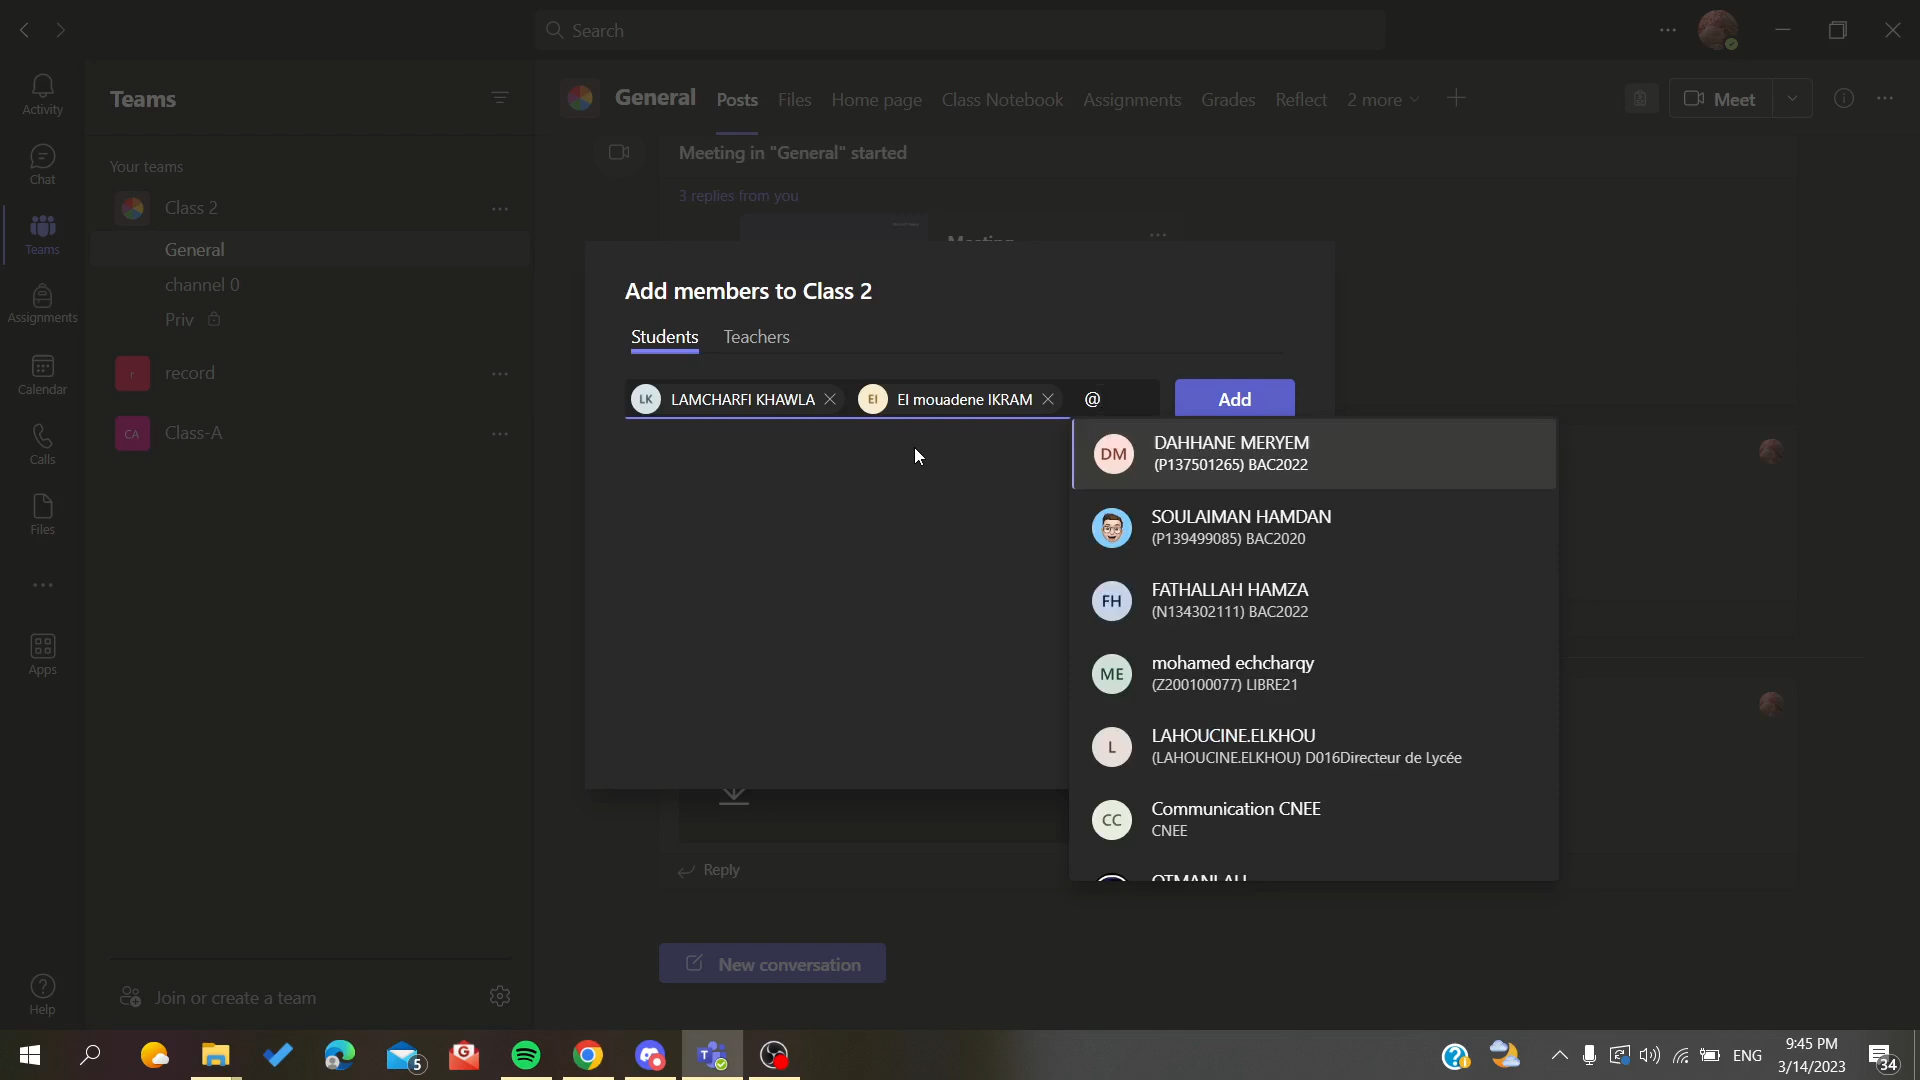 Search
Activity
Chat
Teams
Assignments
Calendar
Calls
Files
Apps
Help
Teams
Your teams
Class 2
General
channel 0
Priv
r
record
CA
Class-A
Join or create a team
General
Posts
Files
Home page
Class Notebook
Assignments
Grades
Reflect
2 more
Meet
Meeting in "General" started
3 replies from you
Meeting
Add members to Class 2
Students
Teachers
LK
LAMCHARFI KHAWLA
EI
El mouadene IKRAM
@
Add
DM
DAHHANE MERYEM
(P137501265) BAC2022
SOULAIMAN HAMDAN
(P139499085) BAC2020
FH
FATHALLAH HAMZA
(N134302111) BAC2022
ME
mohamed echcharqy
(Z200100077) LIBRE21
L
LAHOUCINE.ELKHOU
(LAHOUCINE.ELKHOU) D016Directeur de Lycée
CC
Communication CNEE
CNEE
Reply
New conversation
5
ENG
9:45 PM
3/14/2023
34